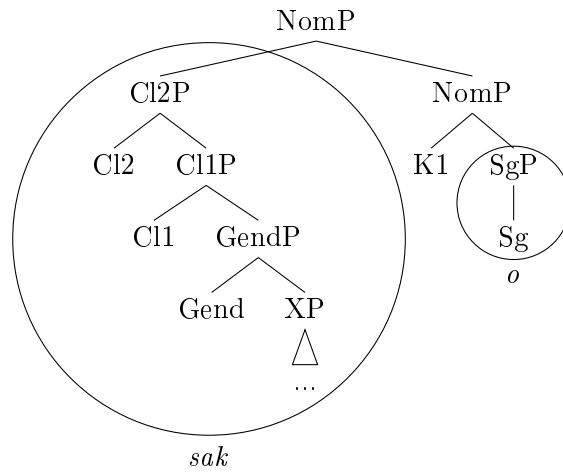 NomP
Cl2P NomP
Cl2 Cl1P K1 SgP
Cl1 GendP Sg
o
Gend XP
...
sak